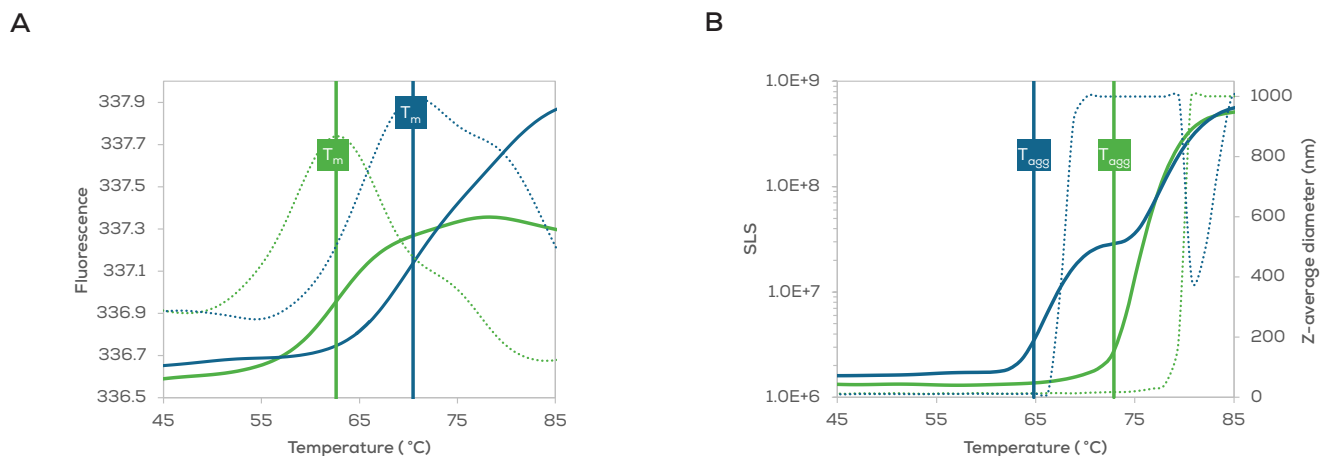 A
B
Fluorescence
337.9
337.7
337.5
337.3
337.1
336.9
336.7
336.5
45
55
65
75
85
Temperature ( °C)
Tm
Tm
SLS
1.0E+9
1.0E+8
1.0E+7
1.0E+6
45
55
65
75
85
Temperature ( °C)
Tagg
Tagg
1000
800
600
400
200
0
Z-average diameter (nm)